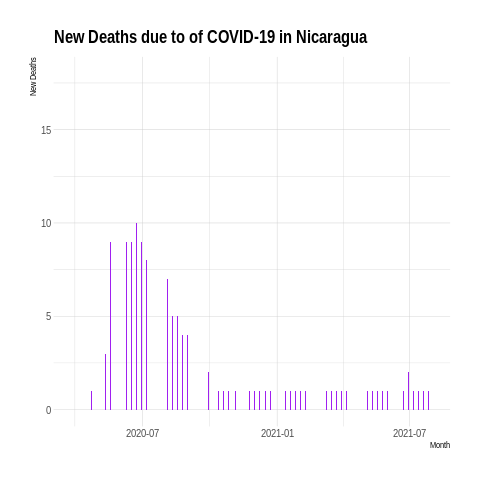 New Deaths due to of COVID-19 in Nicaragua
New Deaths
15
10
5
0
2020-07
2021-01
2021-07
Month